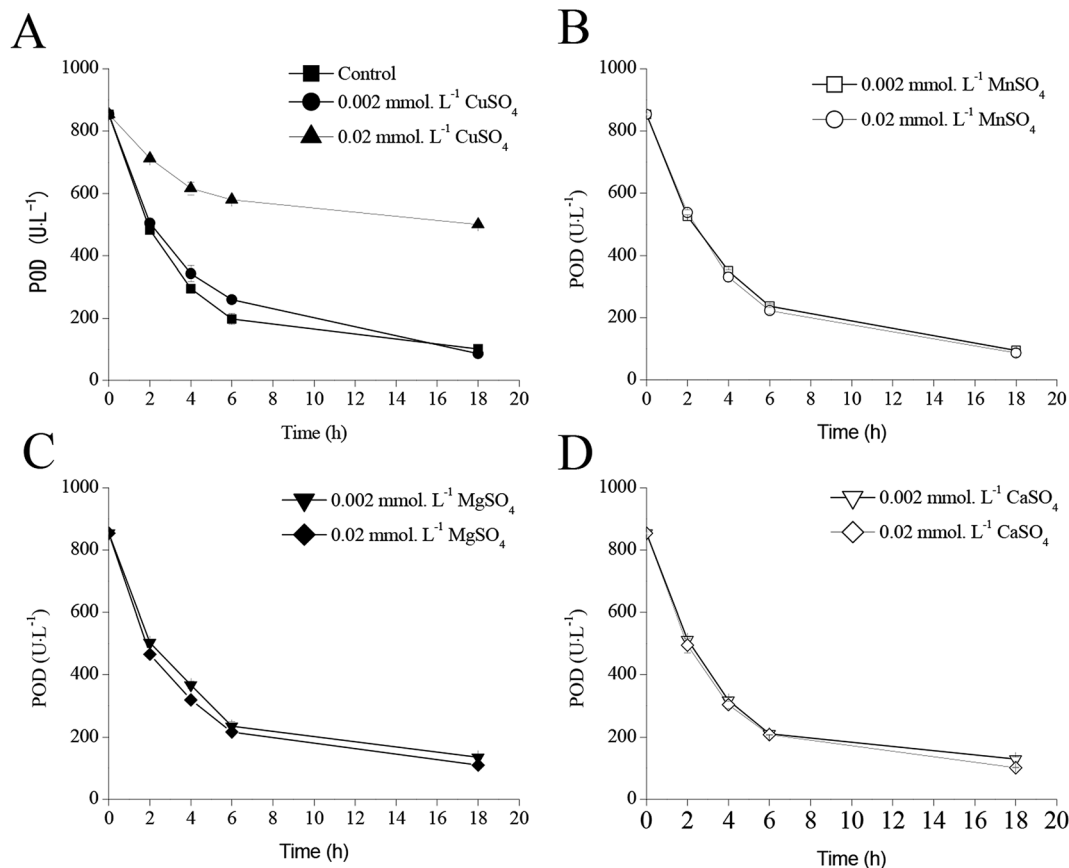 A
1000
800
600
400
200
0
POD (U·L⁻¹)
Control
0.002 mmol. L⁻¹ CuSO₄
0.02 mmol. L⁻¹ CuSO₄
0 2 4 6 8 10 12 14 16 18 20
Time (h)
B
1000
800
600
400
200
0
POD (U·L⁻¹)
0.002 mmol. L⁻¹ MnSO₄
0.02 mmol. L⁻¹ MnSO₄
0 2 4 6 8 10 12 14 16 18 20
Time (h)
C
1000
800
600
400
200
0
POD (U·L⁻¹)
0.002 mmol. L⁻¹ MgSO₄
0.02 mmol. L⁻¹ MgSO₄
0 2 4 6 8 10 12 14 16 18 20
Time (h)
D
1000
800
600
400
200
0
POD (U·L⁻¹)
0.002 mmol. L⁻¹ CaSO₄
0.02 mmol. L⁻¹ CaSO₄
0 2 4 6 8 10 12 14 16 18 20
Time (h)